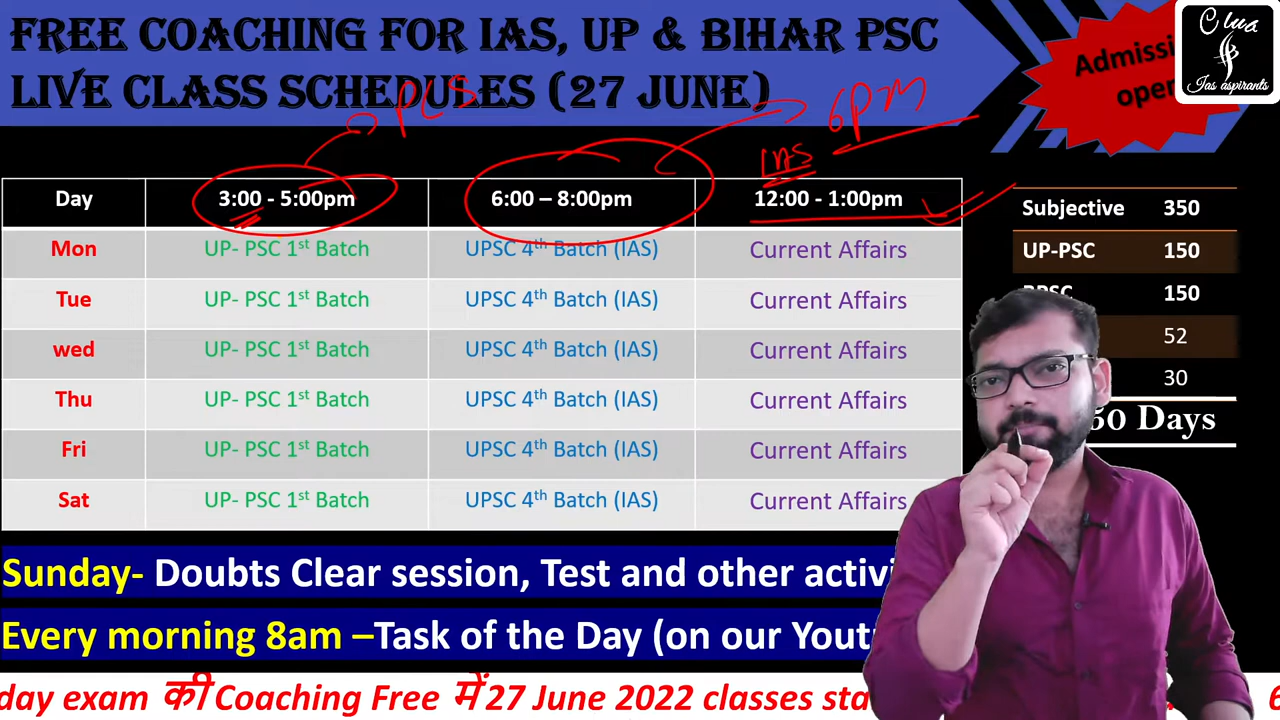 FREE COACHING FOR IAS, UP & BIHAR PSC
LIVE CLASS SCHEDULES (27 JUNE)
Admissi
open
Clua
Ias aspirants
PCS
6PM
IAS
Day 3:00 - 5:00pm 6:00 – 8:00pm 12:00 - 1:00pm
Mon UP- PSC 1st Batch UPSC 4th Batch (IAS) Current Affairs
Tue UP- PSC 1st Batch UPSC 4th Batch (IAS) Current Affairs
wed UP- PSC 1st Batch UPSC 4th Batch (IAS) Current Affairs
Thu UP- PSC 1st Batch UPSC 4th Batch (IAS) Current Affairs
Fri UP- PSC 1st Batch UPSC 4th Batch (IAS) Current Affairs
Sat UP- PSC 1st Batch UPSC 4th Batch (IAS) Current Affairs
Subjective 350
UP-PSC 150
BPSC 150
52
30
50 Days
Sunday- Doubts Clear session, Test and other activi
Every morning 8am –Task of the Day (on our Yout
day exam की Coaching Free में 27 June 2022 classes sta